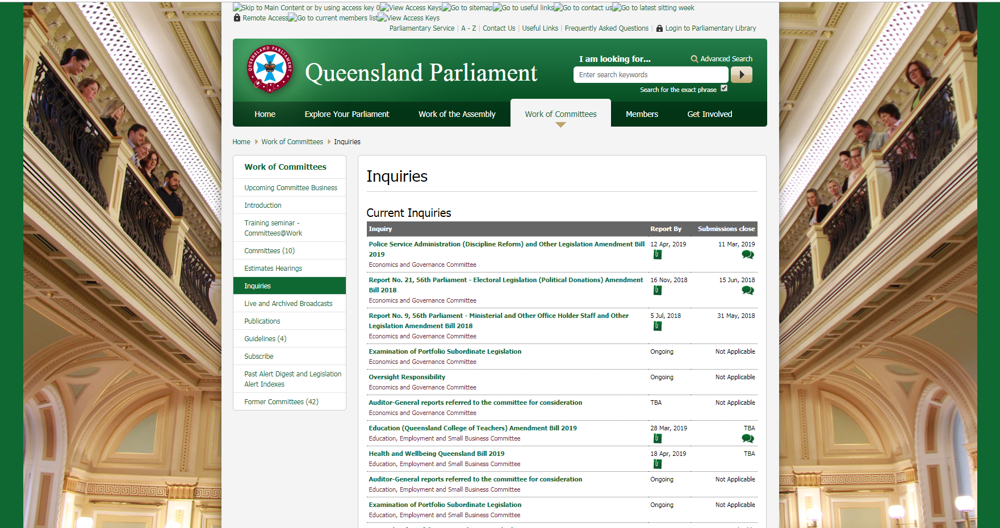 Skip to Main Content or by using access key 0 View Access Keys Go to sitemap Go to useful links Go to contact us Go to latest sitting week
Remote Access Go to current members list View Access Keys
Parliamentary Service | A - Z | Contact Us | Useful Links | Frequently Asked Questions | Login to Parliamentary Library
QUEENSLAND PARLIAMENT
Queensland Parliament
I am looking for...
Advanced Search
Enter search keywords
Search for the exact phrase
Home Explore Your Parliament Work of the Assembly Work of Committees Members Get Involved
Home Work of Committees Inquiries
Work of Committees
Upcoming Committee Business
Introduction
Training seminar -
Committees@Work
Committees (10)
Estimates Hearings
Inquiries
Live and Archived Broadcasts
Publications
Guidelines (4)
Subscribe
Past Alert Digest and Legislation
Alert Indexes
Former Committees (42)
Inquiries
Current Inquiries
Inquiry Report By Submissions close
Police Service Administration (Discipline Reform) and Other Legislation Amendment Bill 12 Apr, 2019 11 Mar, 2019
2019
Economics and Governance Committee
Report No. 21, 56th Parliament - Electoral Legislation (Political Donations) Amendment 16 Nov, 2018 15 Jun, 2018
Bill 2018
Economics and Governance Committee
Report No. 9, 56th Parliament - Ministerial and Other Office Holder Staff and Other 5 Jul, 2018 31 May, 2018
Legislation Amendment Bill 2018
Economics and Governance Committee
Examination of Portfolio Subordinate Legislation Ongoing Not Applicable
Economics and Governance Committee
Oversight Responsibility Ongoing Not Applicable
Economics and Governance Committee
Auditor-General reports referred to the committee for consideration TBA Not Applicable
Economics and Governance Committee
Education (Queensland College of Teachers) Amendment Bill 2019 28 Mar, 2019 TBA
Education, Employment and Small Business Committee
Health and Wellbeing Queensland Bill 2019 18 Apr, 2019 TBA
Education, Employment and Small Business Committee
Auditor-General reports referred to the committee for consideration Ongoing Not Applicable
Education, Employment and Small Business Committee
Examination of Portfolio Subordinate Legislation Ongoing Not Applicable
Education, Employment and Small Business Committee